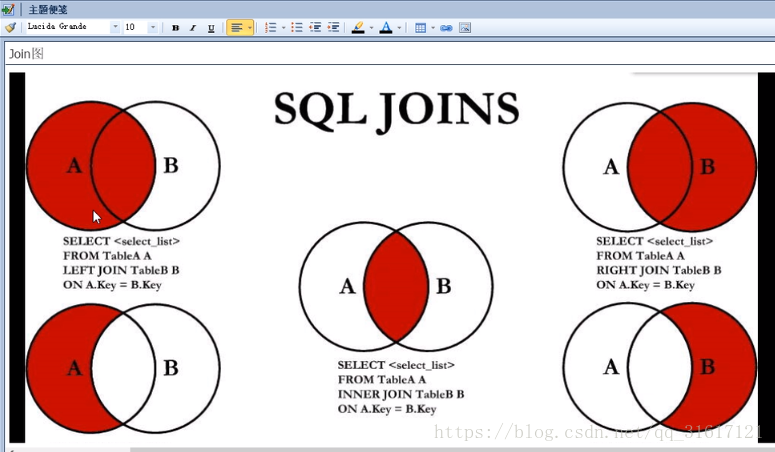 主题便笺
Lucida Grande
10
B I U
Join图
SQL JOINS
A B
SELECT <select_list>
FROM TableA A
LEFT JOIN TableB B
ON A.Key = B.Key
A B
SELECT <select_list>
FROM TableA A
INNER JOIN TableB B
ON A.Key = B.Key
A B
SELECT <select_list>
FROM TableA A
RIGHT JOIN TableB B
ON A.Key = B.Key
A B
A B
https://blog.csdn.net/qq_31617121